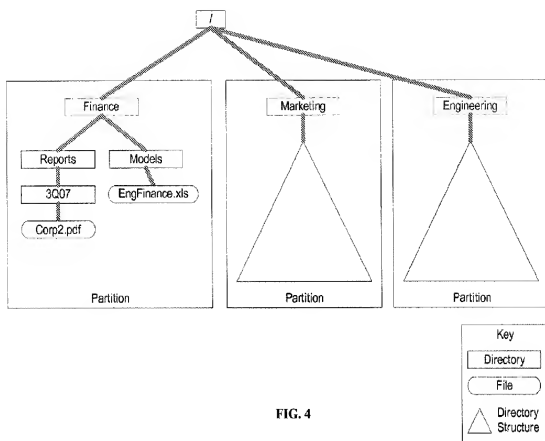 /
Finance
Marketing
Engineering
Reports
Models
3Q07
EngFinance.xls
Corp2.pdf
Partition
Partition
Partition
Key
Directory
File
Directory
Structure
FIG. 4